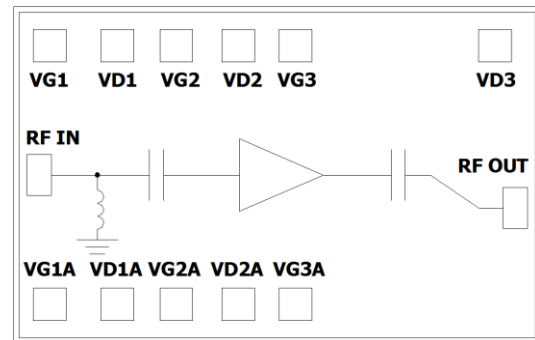 VG1 VD1 VG2 VD2 VG3 VD3
RF IN
RF OUT
VG1A VD1A VG2A VD2A VG3A